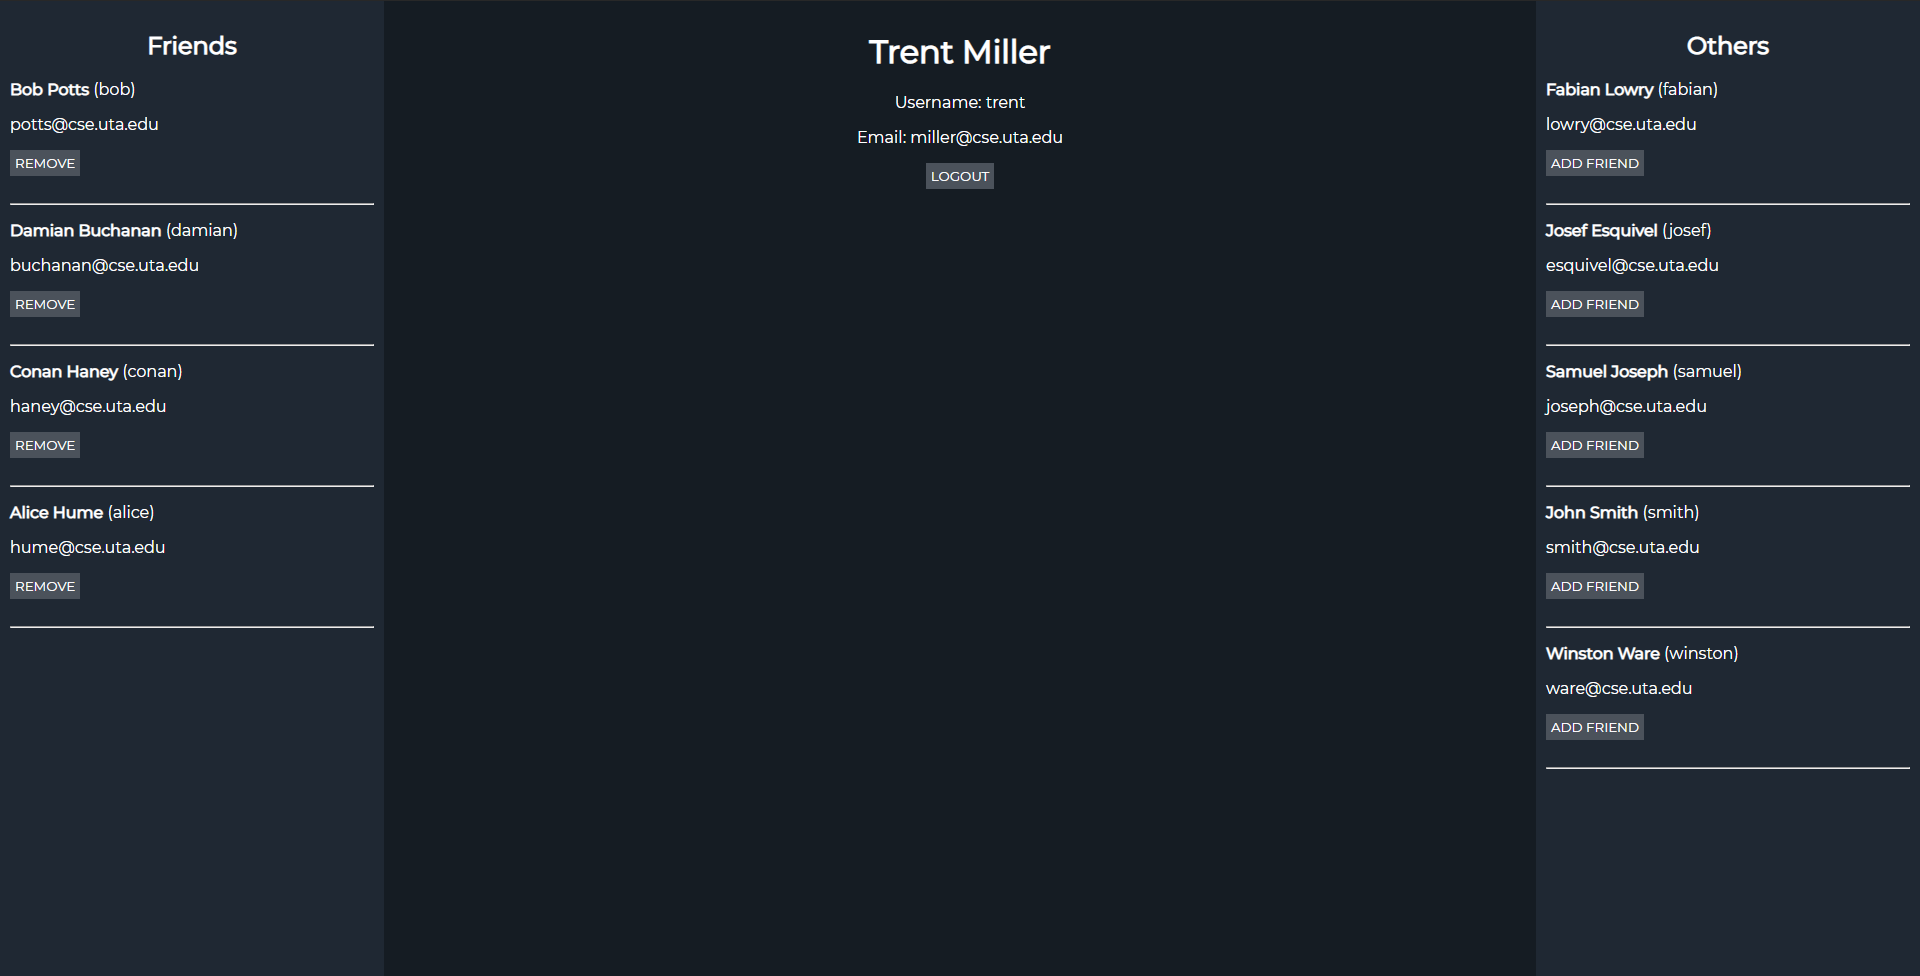 Friends
Bob Potts (bob)
potts@cse.uta.edu
REMOVE
Damian Buchanan (damian)
buchanan@cse.uta.edu
REMOVE
Conan Haney (conan)
haney@cse.uta.edu
REMOVE
Alice Hume (alice)
hume@cse.uta.edu
REMOVE
Trent Miller
Username: trent
Email: miller@cse.uta.edu
LOGOUT
Others
Fabian Lowry (fabian)
lowry@cse.uta.edu
ADD FRIEND
Josef Esquivel (josef)
esquivel@cse.uta.edu
ADD FRIEND
Samuel Joseph (samuel)
joseph@cse.uta.edu
ADD FRIEND
John Smith (smith)
smith@cse.uta.edu
ADD FRIEND
Winston Ware (winston)
ware@cse.uta.edu
ADD FRIEND